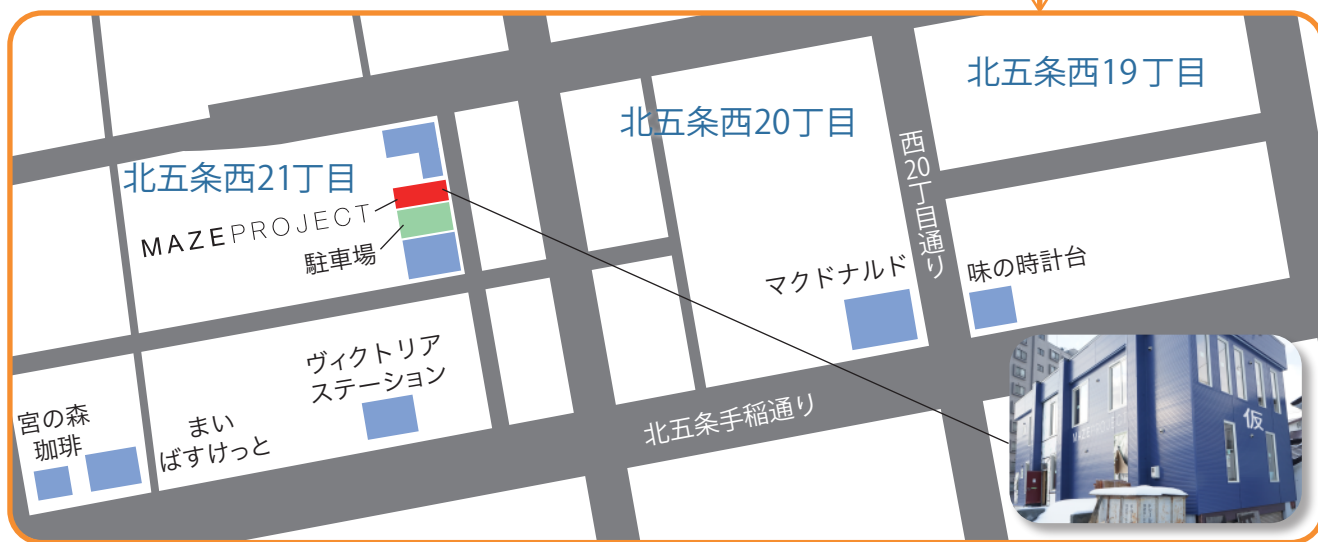 北五条西19丁目
北五条西20丁目
西20丁目通り
北五条西21丁目
MAZEPROJECT
駐車場
マクドナルド
味の時計台
ヴィクトリア
ステーション
北五条手稲通り
宮の森
珈琲
まい
ばすけっと
仮
MAZEPROJECT